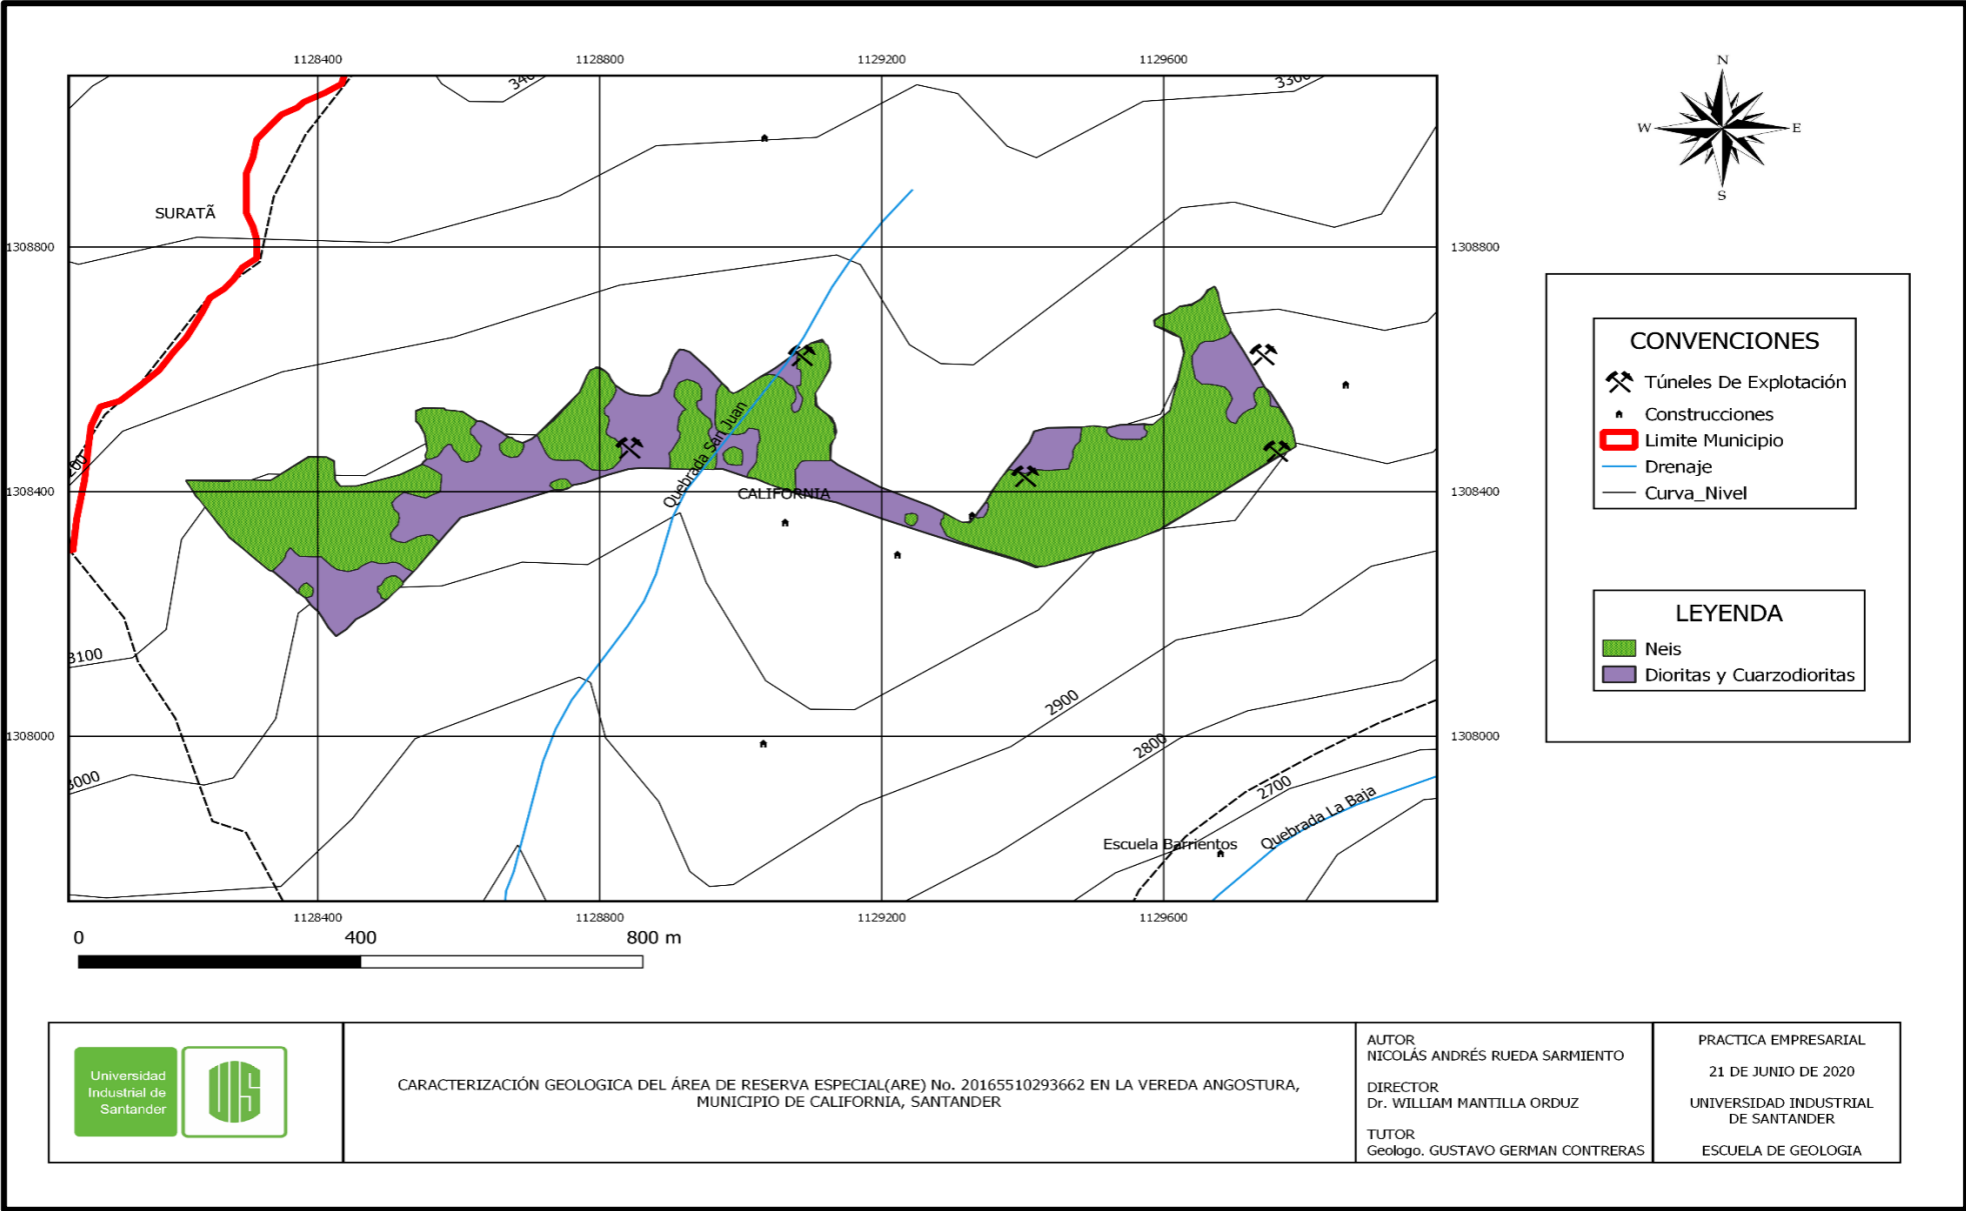 1128400
1128800
1129200
1129600
N
W
E
S
3300
SURATÃ
1308800
1308800
CONVENCIONES
Túneles De Explotación
Construcciones
Limite Municipio
Drenaje
Curva_Nivel
Quebrada San Juan
1308400
CALIFORNIA
1308400
LEYENDA
Neis
Dioritas y Cuarzodioritas
3100
2900
2800
1308000
1308000
3000
2700
Quebrada La Baja
Escuela Barrientos
1128400
1128800
1129200
1129600
0
400
800 m
Universidad
Industrial de
Santander
UIS
CARACTERIZACIÓN GEOLOGICA DEL ÁREA DE RESERVA ESPECIAL(ARE) No. 20165510293662 EN LA VEREDA ANGOSTURA,
MUNICIPIO DE CALIFORNIA, SANTANDER
AUTOR
NICOLÁS ANDRÉS RUEDA SARMIENTO
DIRECTOR
Dr. WILLIAM MANTILLA ORDUZ
TUTOR
Geologo. GUSTAVO GERMAN CONTRERAS
PRACTICA EMPRESARIAL
21 DE JUNIO DE 2020
UNIVERSIDAD INDUSTRIAL
DE SANTANDER
ESCUELA DE GEOLOGIA